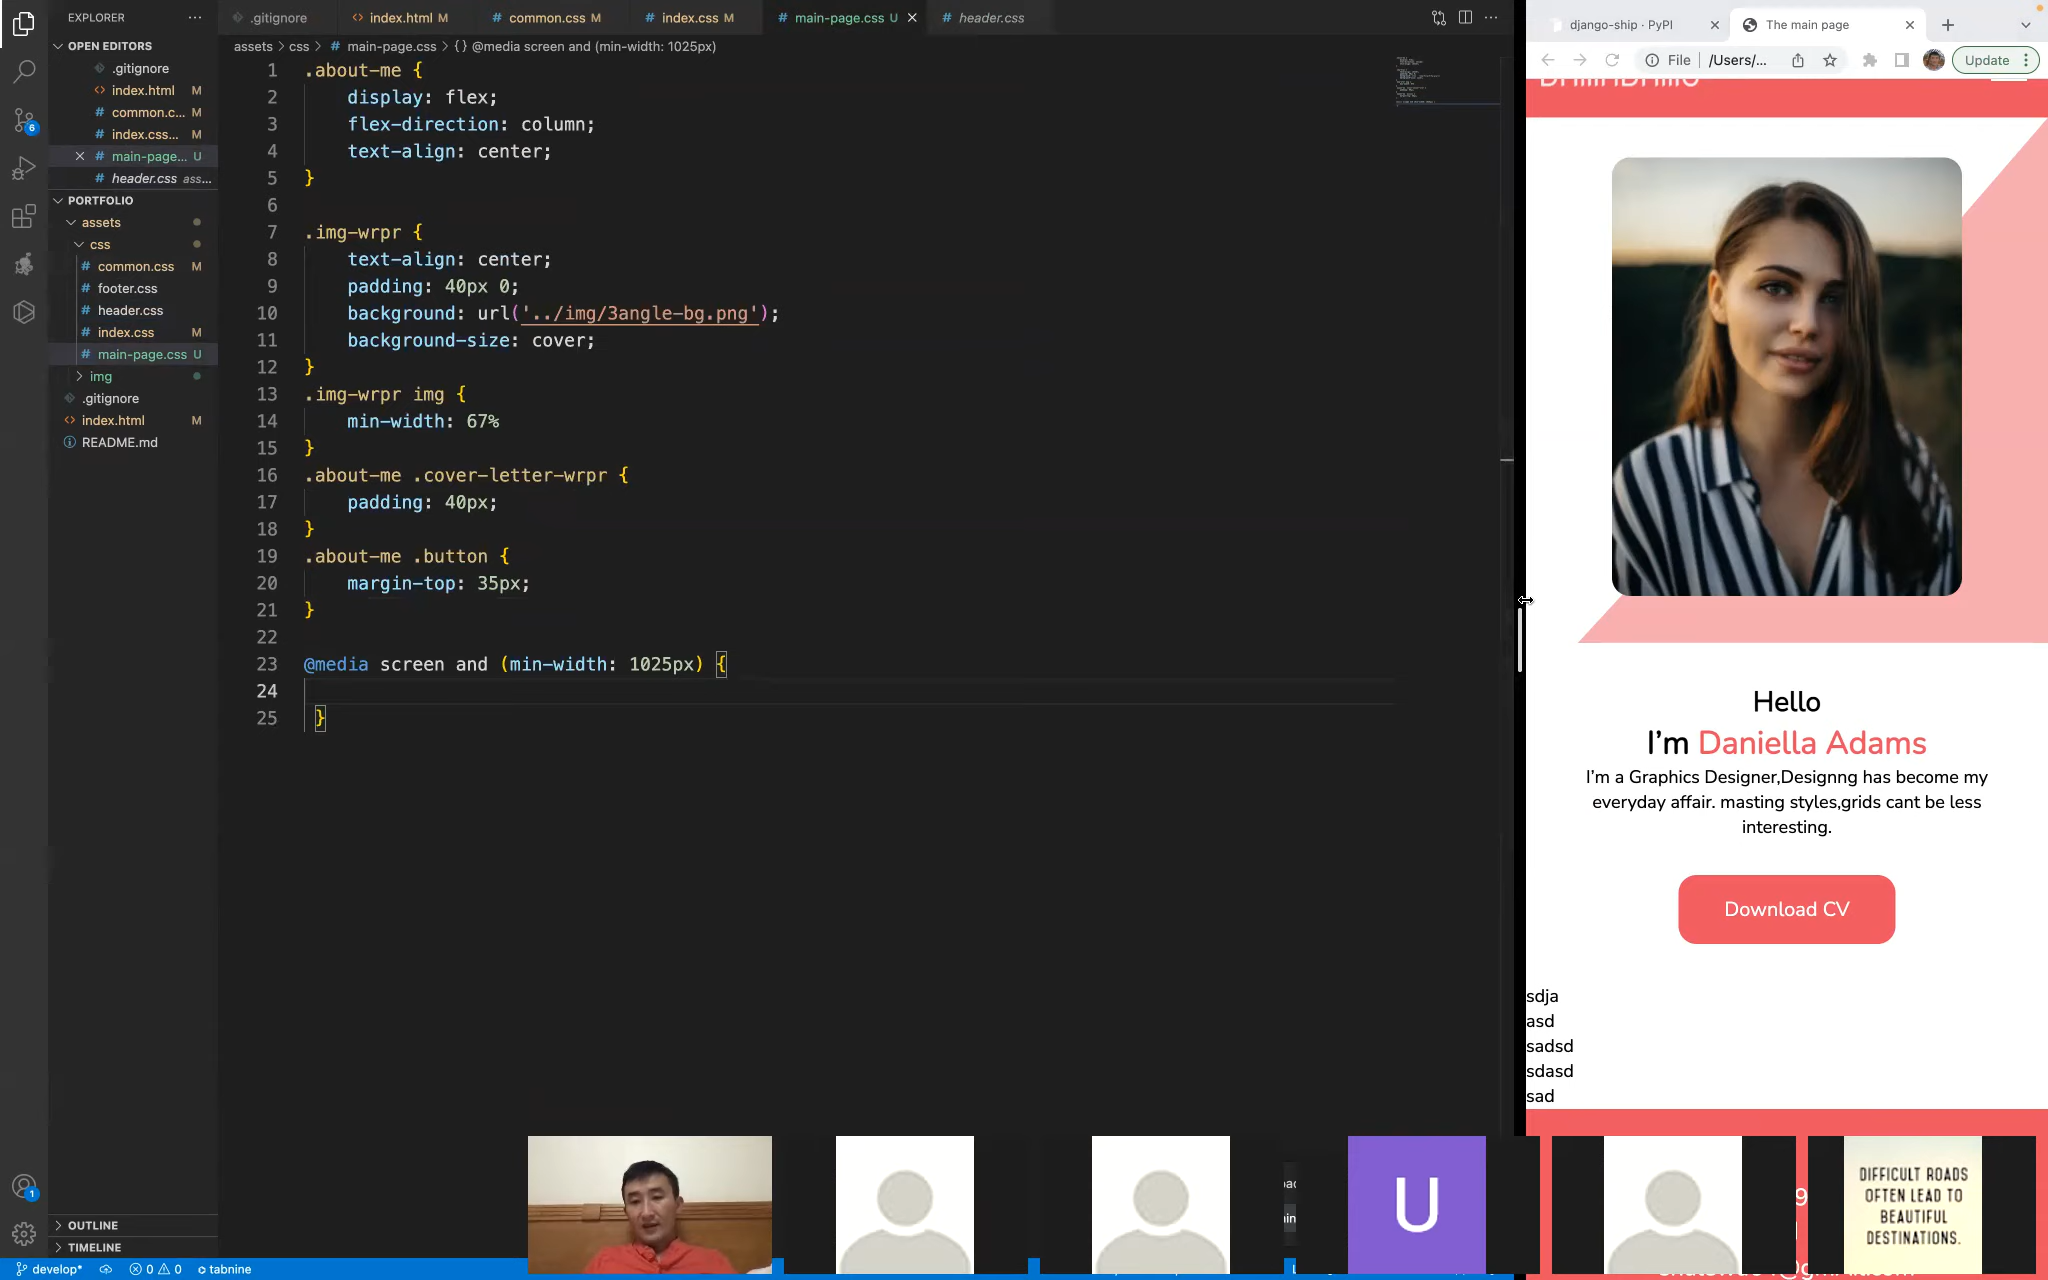 EXPLORER
OPEN EDITORS
.gitignore
index.html M
common.c... M
index.css... M
main-page... U
header.css ass...
PORTFOLIO
assets
css
common.css M
footer.css
header.css
index.css M
main-page.css U
img
.gitignore
index.html M
README.md
OUTLINE
TIMELINE
6
1
develop*
0 0
tabnine
.gitignore
index.html M
common.css M
index.css M
main-page.css U
header.css
assets > css > # main-page.css > {} @media screen and (min-width: 1025px)
1 .about-me {
2 display: flex;
3 flex-direction: column;
4 text-align: center;
5 }
6
7 .img-wrpr {
8 text-align: center;
9 padding: 40px 0;
10 background: url('../img/3angle-bg.png');
11 background-size: cover;
12 }
13 .img-wrpr img {
14 min-width: 67%
15 }
16 .about-me .cover-letter-wrpr {
17 padding: 40px;
18 }
19 .about-me .button {
20 margin-top: 35px;
21 }
22
23 @media screen and (min-width: 1025px) {
24
25 }
django-ship · PyPI
The main page
File /Users/...
Update
Hello
I'm Daniella Adams
I'm a Graphics Designer,Designng has become my
everyday affair. masting styles,grids cant be less
interesting.
Download CV
sdja
asd
sadsd
sdasd
sad
U
DIFFICULT ROADS
OFTEN LEAD TO
BEAUTIFUL
DESTINATIONS.